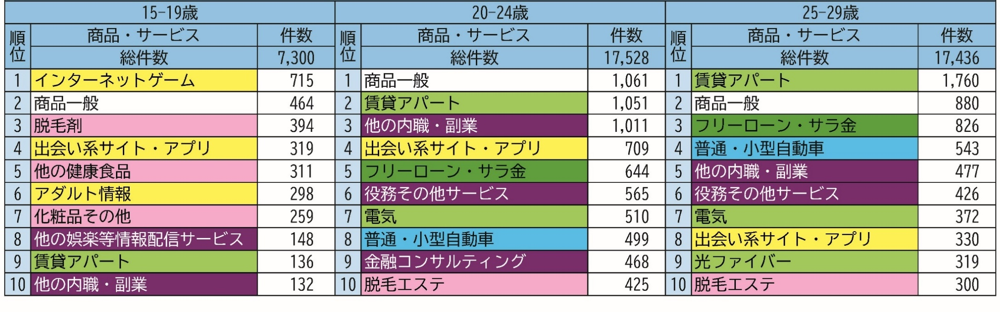 15-19歳 20-24歳 25-29歳
順位 商品・サービス 件数 順位 商品・サービス 件数 順位 商品・サービス 件数
総件数 7,300 総件数 17,528 総件数 17,436
1 インターネットゲーム 715 1 商品一般 1,061 1 賃貸アパート 1,760
2 商品一般 464 2 賃貸アパート 1,051 2 商品一般 880
3 脱毛剤 394 3 他の内職・副業 1,011 3 フリーローン・サラ金 826
4 出会い系サイト・アプリ 319 4 出会い系サイト・アプリ 709 4 普通・小型自動車 543
5 他の健康食品 311 5 フリーローン・サラ金 644 5 他の内職・副業 477
6 アダルト情報 298 6 役務その他サービス 565 6 役務その他サービス 426
7 化粧品その他 259 7 電気 510 7 電気 372
8 他の娯楽等情報配信サービス 148 8 普通・小型自動車 499 8 出会い系サイト・アプリ 330
9 賃貸アパート 136 9 金融コンサルティング 468 9 光ファイバー 319
10 他の内職・副業 132 10 脱毛エステ 425 10 脱毛エステ 300